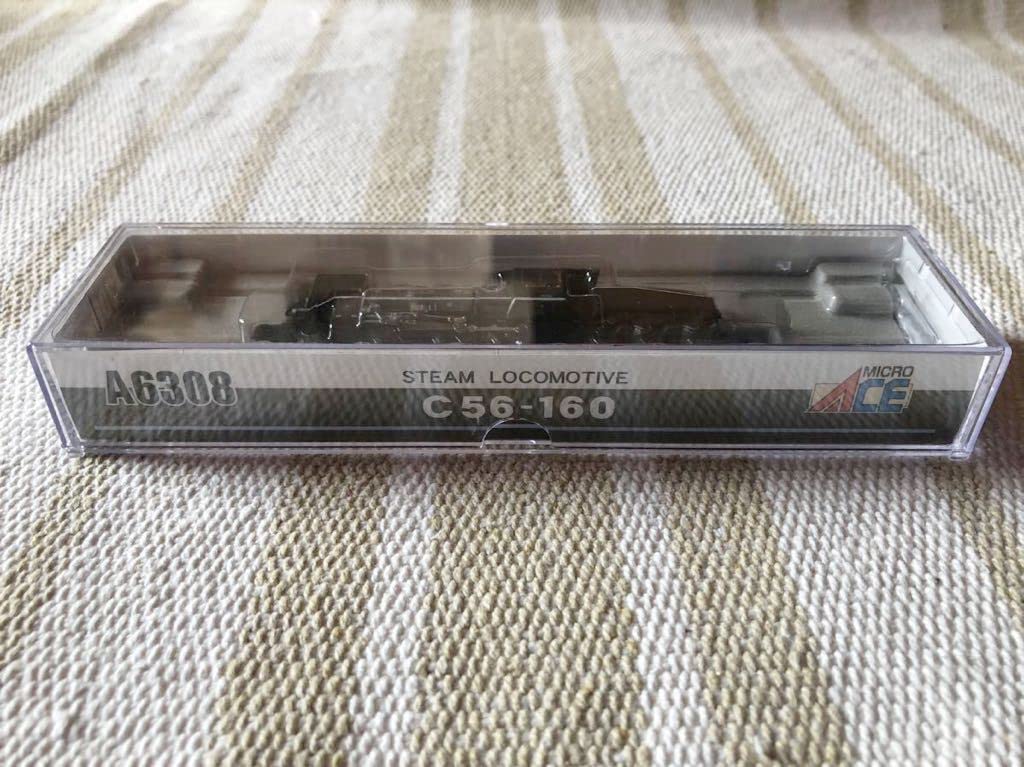 A6308
STEAM LOCOMOTIVE
C56-160
MICRO
ACE